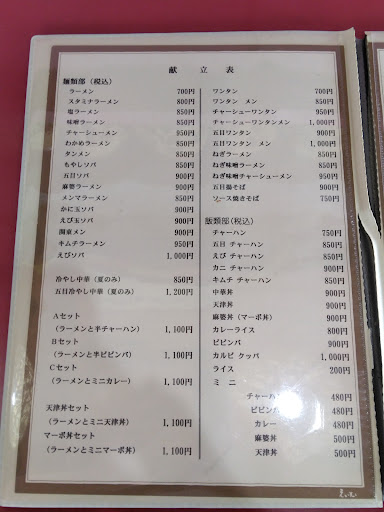 献立表
麺類部（税込）
ラーメン 700円
スタミナラーメン 800円
塩ラーメン 850円
味噌ラーメン 850円
チャーシューメン 950円
わかめラーメン 850円
タンメン 850円
もやしソバ 850円
五目ソバ 900円
麻婆ラーメン 900円
メンマラーメン 850円
かに玉ソバ 900円
えび玉ソバ 900円
関東メン 900円
キムチラーメン 950円
えびソバ 1,000円
冷やし中華（夏のみ） 850円
五目冷やし中華（夏のみ） 1,200円
Aセット
（ラーメンと半チャーハン） 1,100円
Bセット
（ラーメンと半ビビンバ） 1,100円
Cセット
（ラーメンとミニカレー） 1,100円
天津丼セット
（ラーメンとミニ天津丼） 1,100円
マーボ丼セット
（ラーメンとミニマーボ丼） 1,100円
ワンタン 700円
ワンタン メン 850円
チャーシューワンタン 950円
チャーシューワンタンメン 1,000円
五目ワンタン 900円
五目ワンタン メン 1,000円
ねぎラーメン 850円
ねぎ味噌ラーメン 850円
ねぎ味噌チャーシューメン 950円
五目揚そば 900円
ソース焼きそば 750円
飯類部（税込）
チャーハン 750円
五目 チャーハン 850円
えび チャーハン 850円
カニ チャーハン 900円
キムチ チャーハン 850円
中華丼 900円
天津丼 900円
麻婆丼（マーボ丼） 900円
カレーライス 800円
ビビンバ 900円
カルビ クッパ 1,000円
ライス 200円
ミニ
チャーハン 480円
ビビンバ 480円
カレー 480円
麻婆丼 500円
天津丼 500円